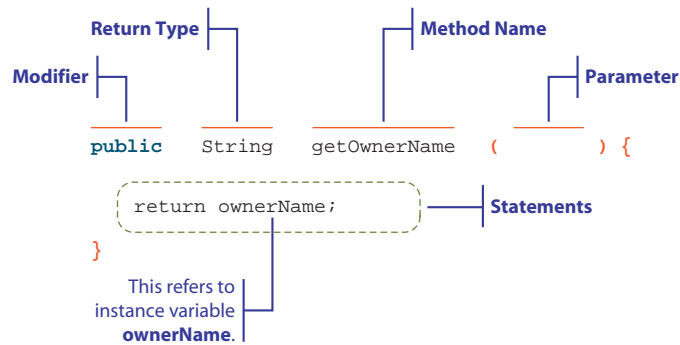 Return Type
Method Name
Modifier
Parameter
public String getOwnerName ( ) {
return ownerName;
Statements
}
This refers to
instance variable
ownerName.